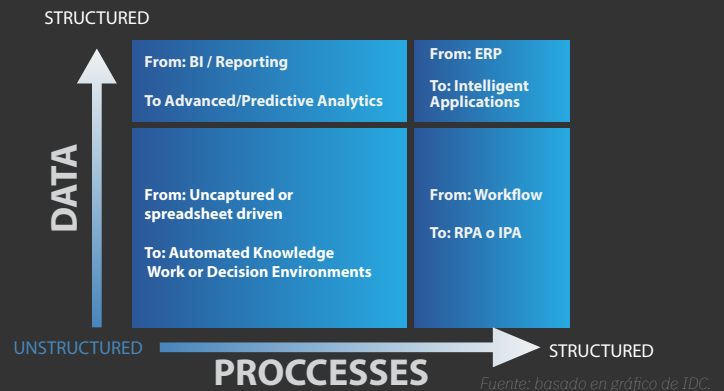 STRUCTURED
From: BI / Reporting
To Advanced/Predictive Analytics
From: ERP
To: Intelligent
Applications
DATA
From: Uncaptured or
spreadsheet driven
To: Automated Knowledge
Work or Decision Environments
From: Workflow
To: RPA o IPA
UNSTRUCTURED
STRUCTURED
PROCCESSES
Fuente: basado en gráfico de IDC.